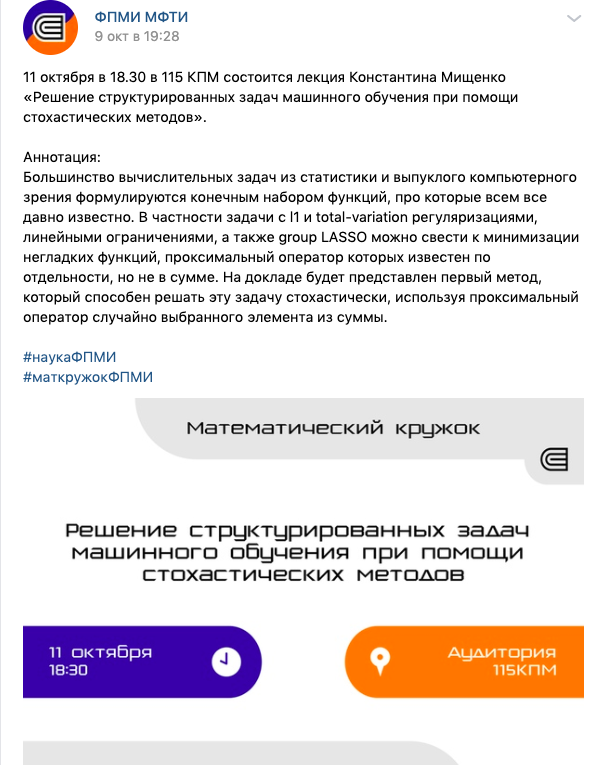 ФПМИ МФТИ
9 окт в 19:28
11 октября в 18.30 в 115 КПМ состоится лекция Константина Мищенко
«Решение структурированных задач машинного обучения при помощи
стохастических методов».
Аннотация:
Большинство вычислительных задач из статистики и выпуклого компьютерного
зрения формулируются конечным набором функций, про которые всем все
давно известно. В частности задачи с l1 и total-variation регуляризациями,
линейными ограничениями, а также group LASSO можно свести к минимизации
негладких функций, проксимальный оператор которых известен по
отдельности, но не в сумме. На докладе будет представлен первый метод,
который способен решать эту задачу стохастически, используя проксимальный
оператор случайно выбранного элемента из суммы.
#наукаФПМИ
#маткружокФПМИ
Математический кружок
Решение структурированных задач
машинного обучения при помощи
стохастических методов
11 октября
18:30
Аудитория
115КПМ